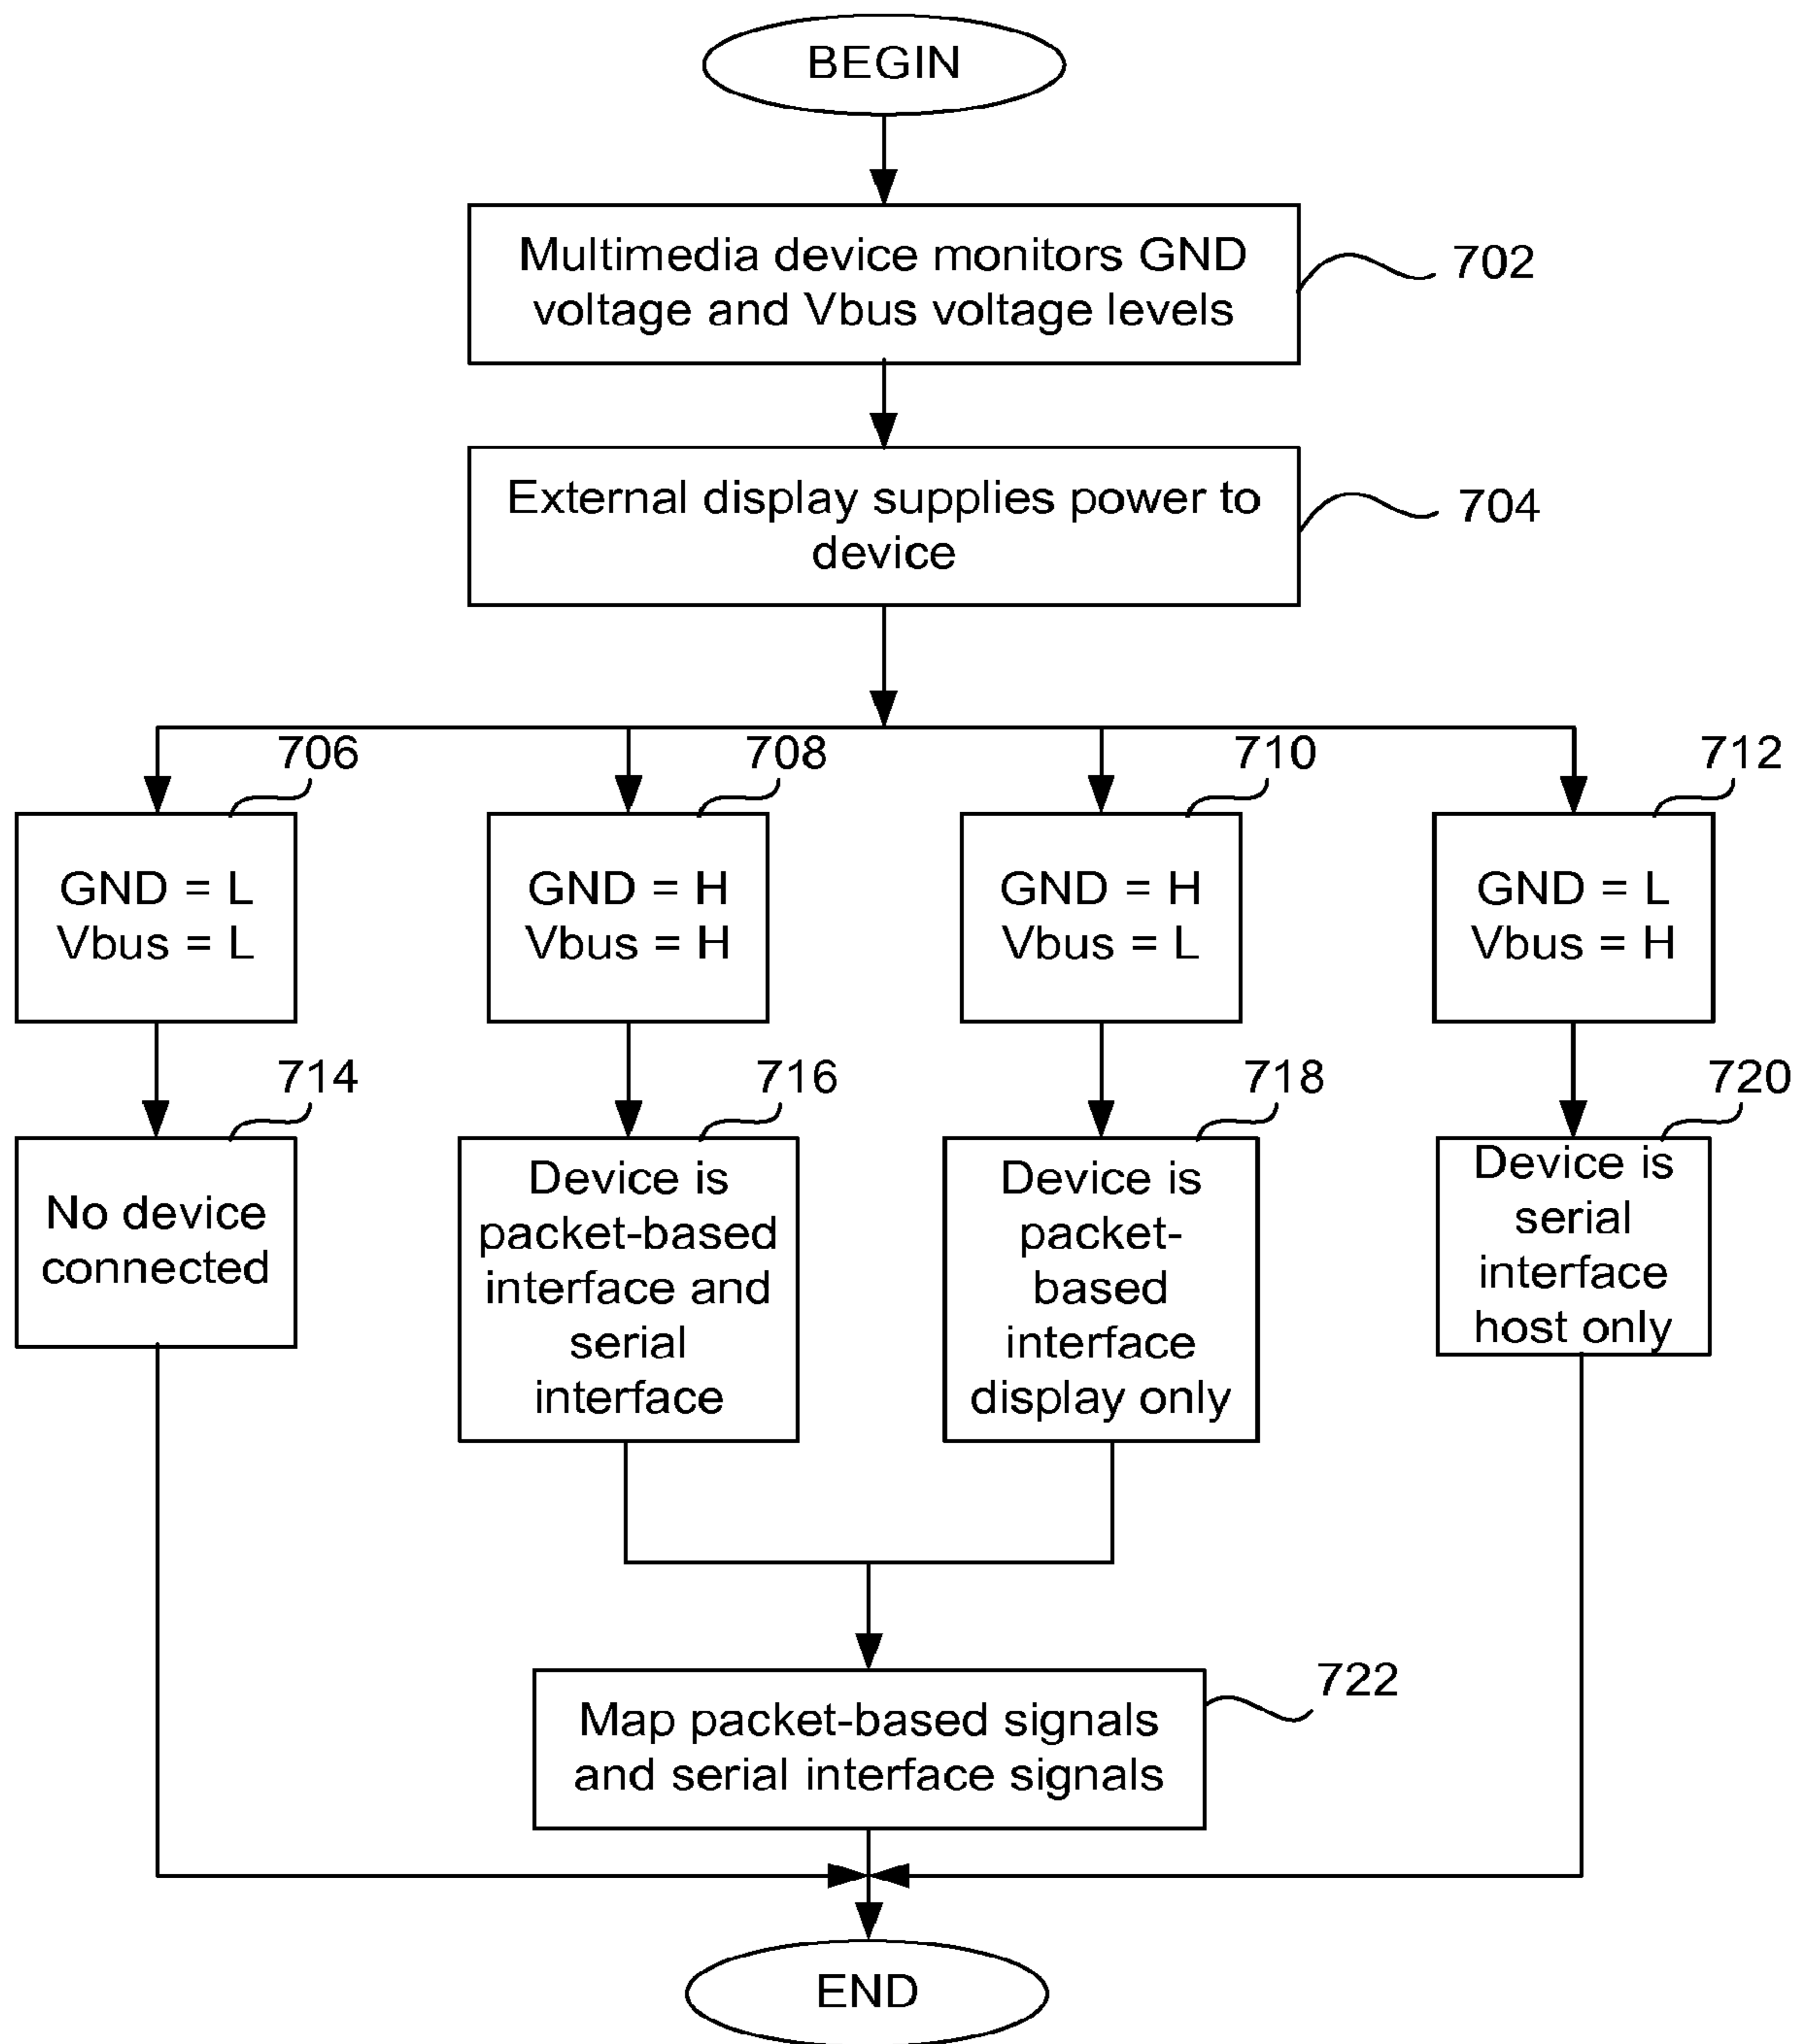 BEGIN
Multimedia device monitors GND
voltage and Vbus voltage levels
702
External display supplies power to
device
704
706
708
710
712
GND = L
Vbus = L
GND = H
Vbus = H
GND = H
Vbus = L
GND = L
Vbus = H
714
716
718
720
No device
connected
Device is
packet-based
interface and
serial
interface
Device is
packet-
based
interface
display only
Device is
serial
interface
host only
722
Map packet-based signals
and serial interface signals
END